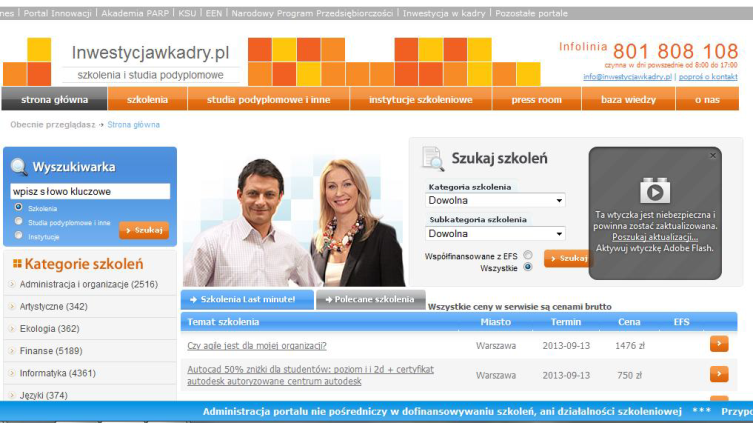 nes | Portal Innowacji | Akademia PARP | KSU | EEN | Narodowy Program Przedsiębiorczości | Inwestycja w kadry | Pozostałe portale
Inwestycjawkadry.pl
szkolenia i studia podyplomowe
Infolinia 801 808 108
czynna w dni powszednie od 8:00 do 17:00
info@inwestycjawkadry.pl | poproś o kontakt
strona główna szkolenia studia podyplomowe i inne instytucje szkoleniowe press room baza wiedzy o nas
Obecnie przeglądasz → Strona główna
Wyszukiwarka
wpisz słowo kluczowe
Szkolenia
Studia podyplomowe i inne
Instytucje
Szukaj
Kategorie szkoleń
Administracja i organizacje (2516)
Artystyczne (342)
Ekologia (362)
Finanse (5189)
Informatyka (4361)
Języki (374)
Szukaj szkoleń
Kategoria szkolenia
Dowolna
Subkategoria szkolenia
Dowolna
Współfinansowane z EFS
Wszystkie
Szukaj
Ta wtyczka jest niebezpieczna i
powinna zostać zaktualizowana.
Poszukaj aktualizacji...
Aktywuj wtyczkę Adobe Flash.
Szkolenia Last minute!
Polecane szkolenia
Wszystkie ceny w serwisie są cenami brutto
Temat szkolenia Miasto Termin Cena EFS
Czy agile jest dla mojej organizacji? Warszawa 2013-09-13 1476 zł
Autocad 50% zniżki dla studentów: poziom i i 2d + certyfikat
autodesk autoryzowane centrum autodesk Warszawa 2013-09-13 750 zł
Administracja portalu nie pośredniczy w dofinansowywaniu szkoleń, ani działalności szkoleniowej *** Przypo